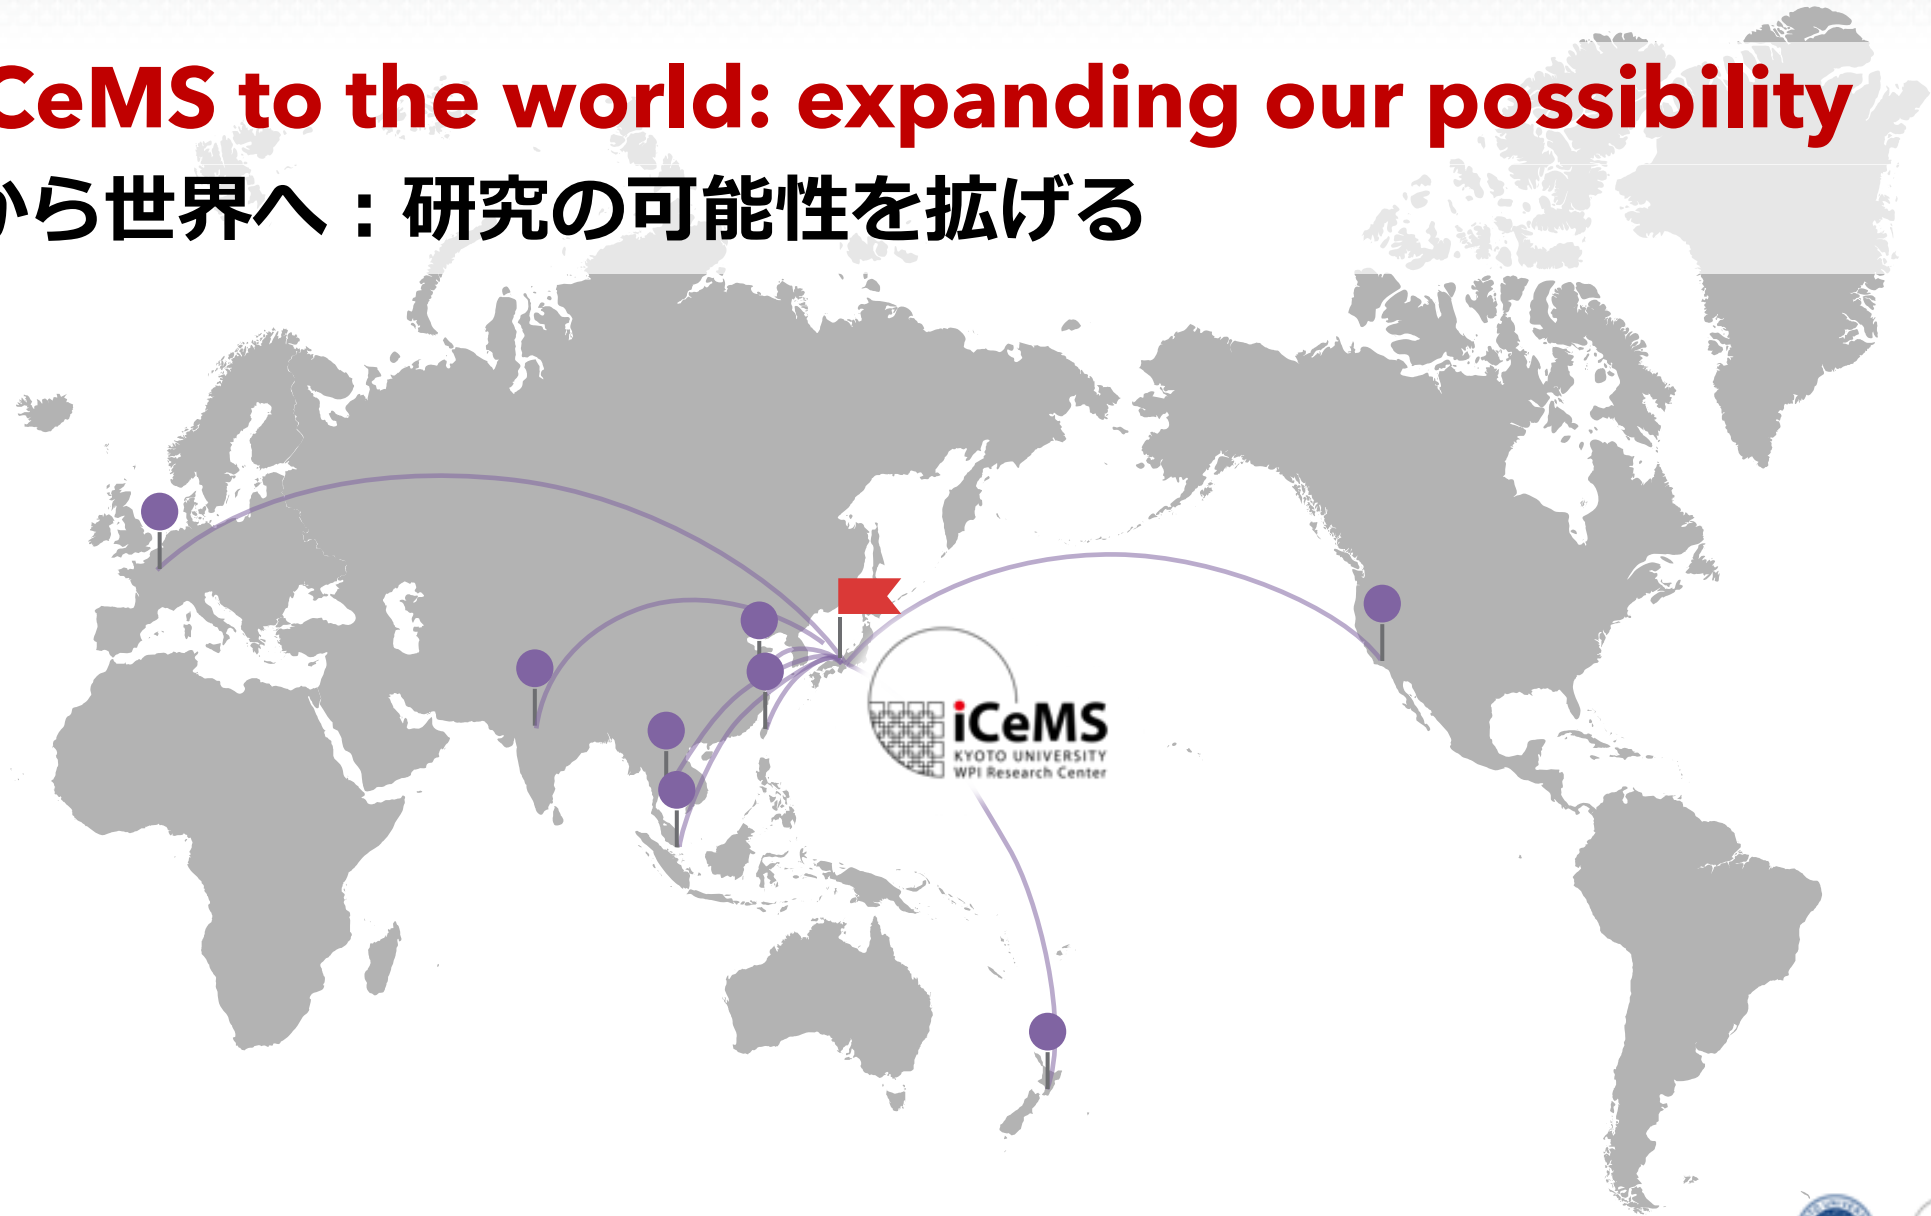 CeMS to the world: expanding our possibility
から世界へ：研究の可能性を拡げる
iCeMS
KYOTO UNIVERSITY
WPI Research Center